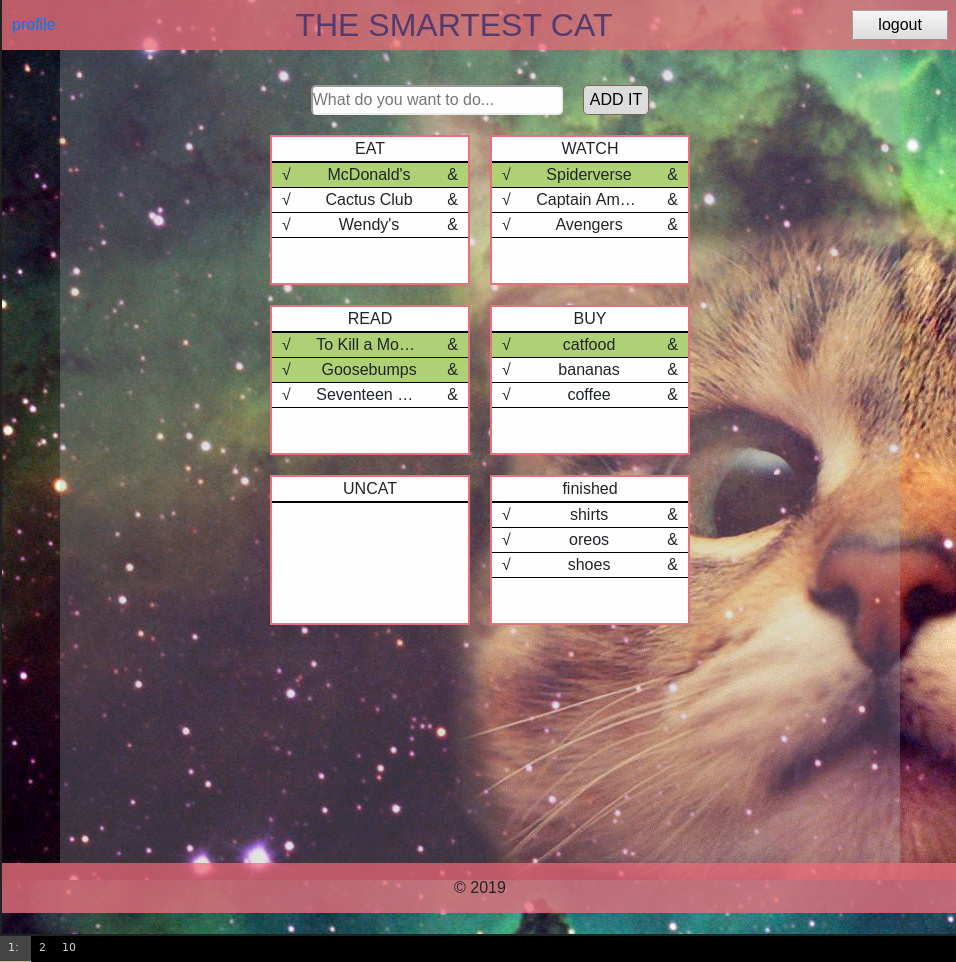 profile
THE SMARTEST CAT
logout
What do you want to do...
ADD IT
EAT
√ McDonald's &
√ Cactus Club &
√ Wendy's &
WATCH
√ Spiderverse &
√ Captain Am… &
√ Avengers &
READ
√ To Kill a Mo… &
√ Goosebumps &
√ Seventeen … &
BUY
√ catfood &
√ bananas &
√ coffee &
UNCAT
finished
√ shirts &
√ oreos &
√ shoes &
© 2019
1: 2 10